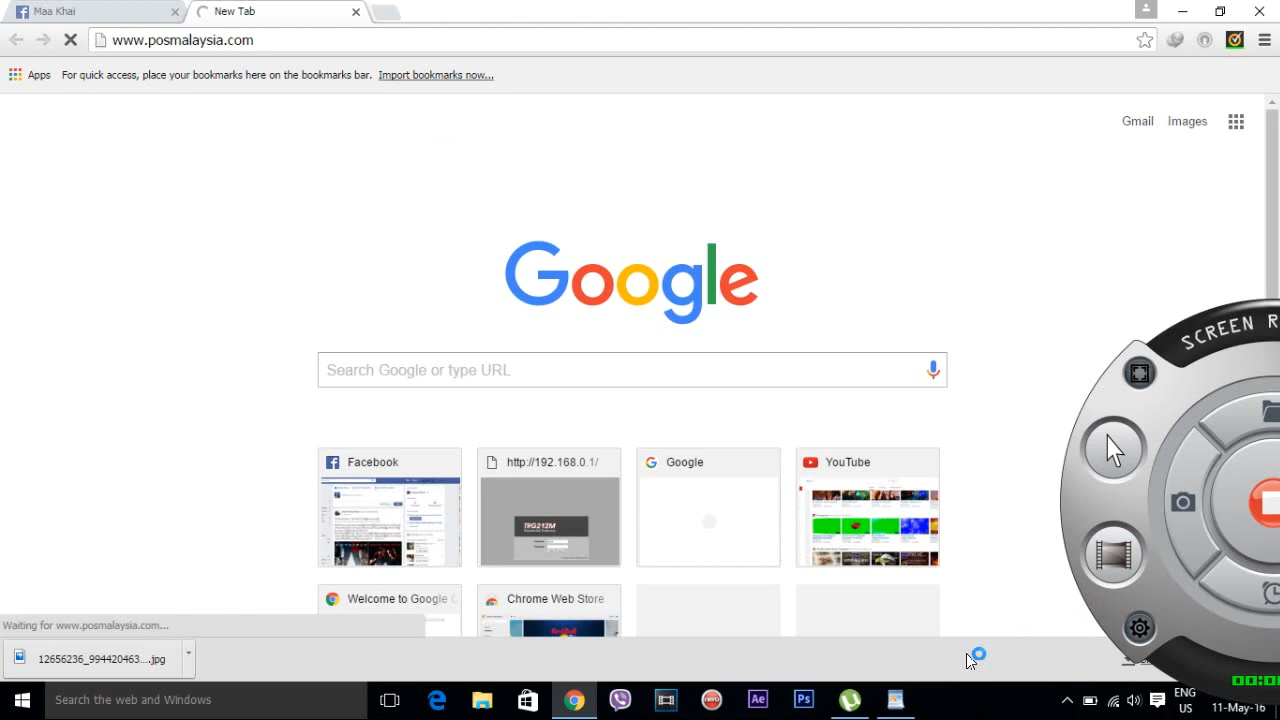 Maa Khai
New Tab
www.posmalaysia.com
Apps
For quick access, place your bookmarks here on the bookmarks bar.
Import bookmarks now...
Gmail
Images
Google
Search Google or type URL
SCREEN
Facebook
http://192.168.0.1/
Google
YouTube
TRG212M
Welcome to Google
Chrome Web Store
Waiting for www.posmalaysia.com...
12656236_994420463....jpg
Search the web and Windows
Ae
Ps
ENG
US
11-May-16